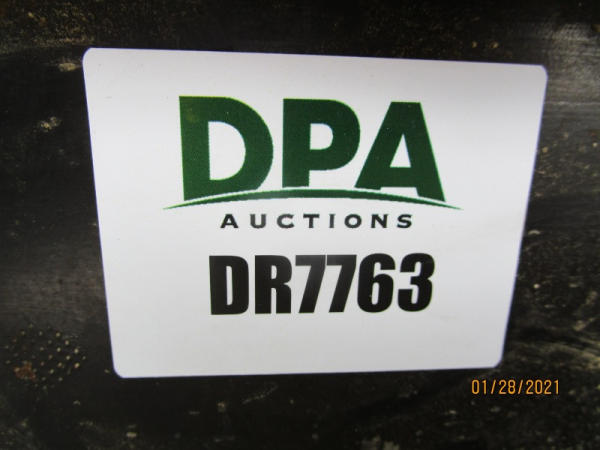 DPA
AUCTIONS
DR7763
01/28/2021